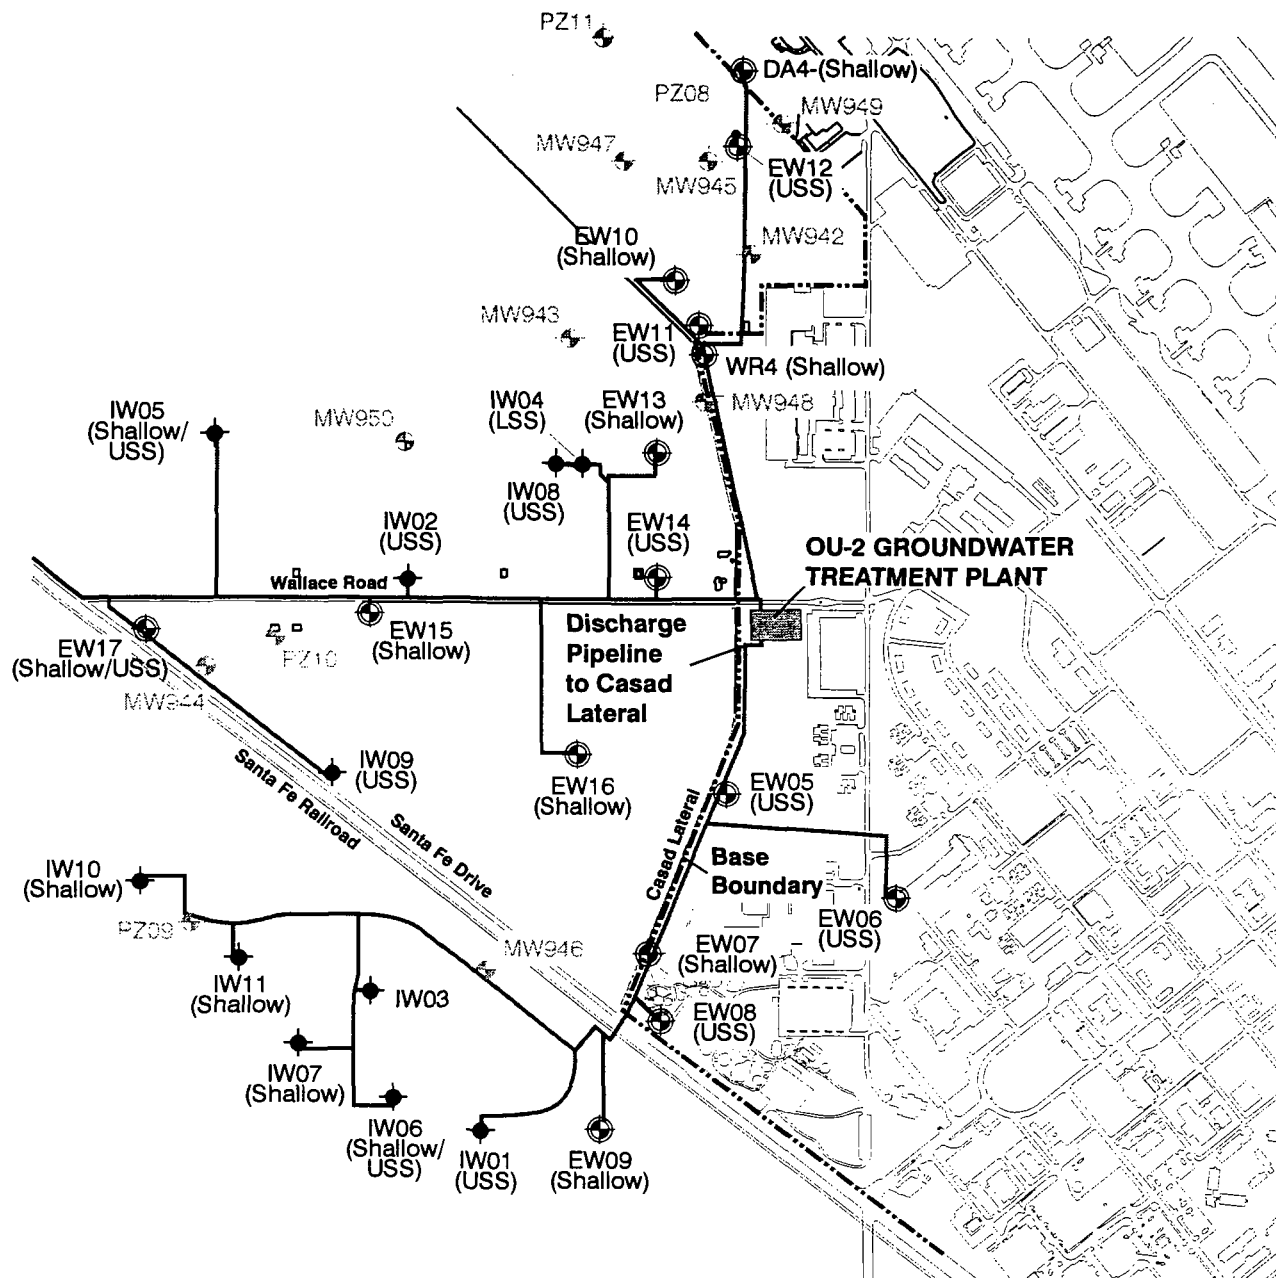 PZ11
DA4-(Shallow)
PZ08
MW949
MW947
MW945
EW12
(USS)
EW10
(Shallow)
MW942
MW943
EW11
(USS)
WR4 (Shallow)
IW05
(Shallow/
USS)
MW950
IW04
(LSS)
EW13
(Shallow)
MW948
IW08
(USS)
IW02
(USS)
EW14
(USS)
OU-2 GROUNDWATER
TREATMENT PLANT
Wallace Road
EW17
(Shallow/USS)
PZ10
EW15
(Shallow)
Discharge
Pipeline
to Casad
Lateral
MW944
Santa Fe Railroad
IW09
(USS)
EW16
(Shallow)
EW05
(USS)
Santa Fe Drive
Casad Lateral
Base
Boundary
IW10
(Shallow)
PZ09
EW06
(USS)
MW946
EW07
(Shallow)
IW11
(Shallow)
IW03
EW08
(USS)
IW07
(Shallow)
IW06
(Shallow/
USS)
IW01
(USS)
EW09
(Shallow)